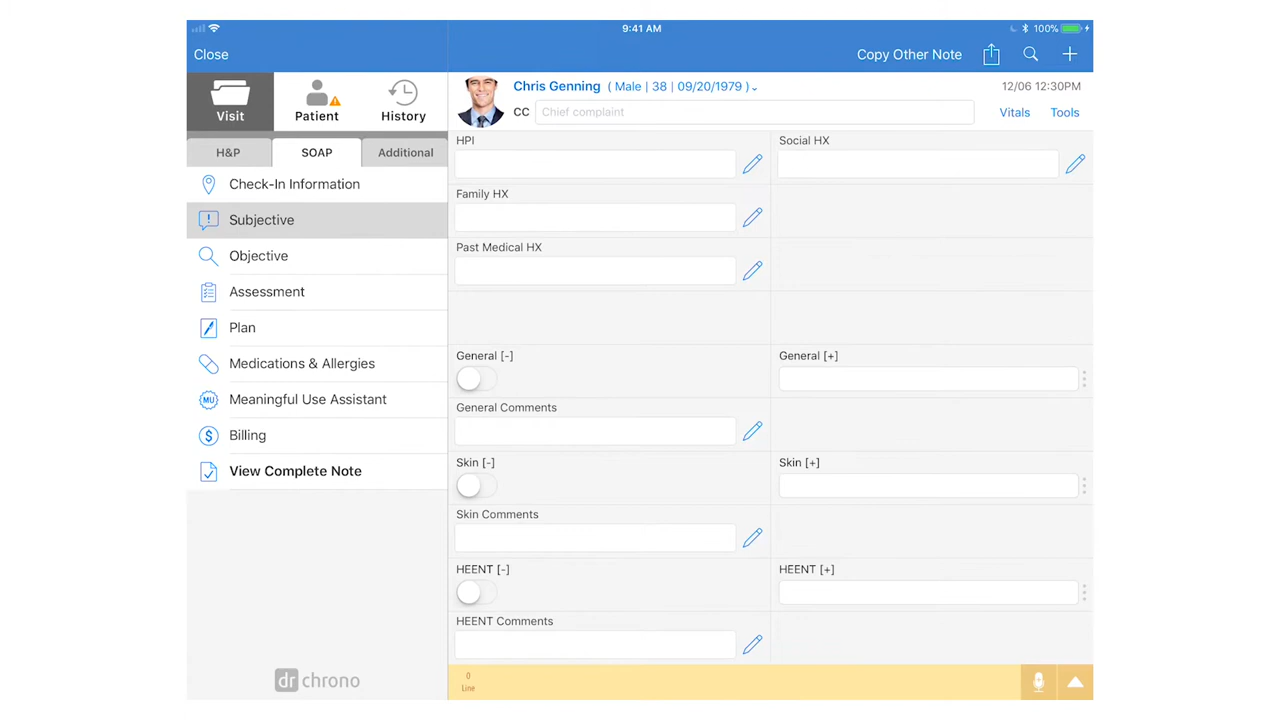 9:41 AM
100%
Close
Copy Other Note
Visit
Patient
History
H&P
SOAP
Additional
Check-In Information
Subjective
Objective
Assessment
Plan
Medications & Allergies
MU
Meaningful Use Assistant
$
Billing
View Complete Note
dr chrono
Chris Genning ( Male | 38 | 09/20/1979 )
12/06 12:30PM
CC
Chief complaint
Vitals
Tools
HPI
Social HX
Family HX
Past Medical HX
General [-]
General [+]
General Comments
Skin [-]
Skin [+]
Skin Comments
HEENT [-]
HEENT [+]
HEENT Comments
0
Line